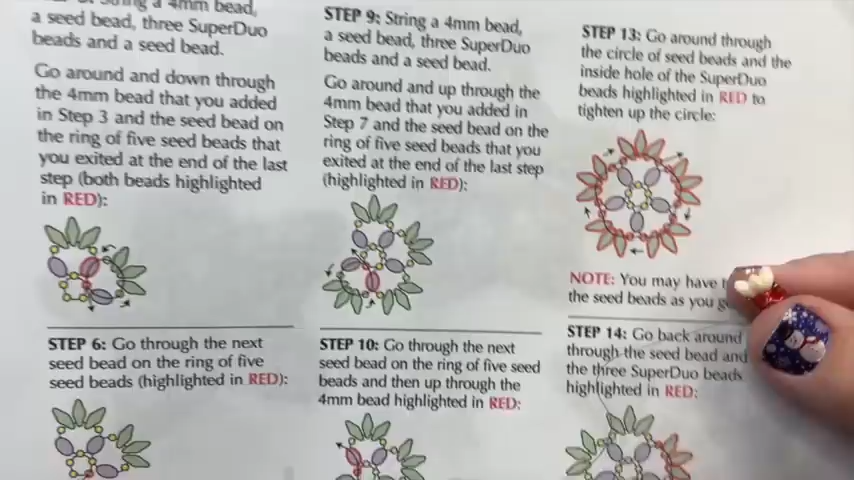 String a 4mm bead,
a seed bead, three SuperDuo
beads and a seed bead.
Go around and down through
the 4mm bead that you added
in Step 3 and the seed bead on
the ring of five seed beads that
you exited at the end of the last
step (both beads highlighted
in RED):
STEP 6: Go through the next
seed bead on the ring of five
seed beads (highlighted in RED):
STEP 9: String a 4mm bead,
a seed bead, three SuperDuo
beads and a seed bead.
Go around and up through the
4mm bead that you added in
Step 7 and the seed bead on the
ring of five seed beads that you
exited at the end of the last step
(highlighted in RED):
STEP 10: Go through the next
seed bead on the ring of five seed
beads and then up through the
4mm bead highlighted in RED:
STEP 13: Go around through
the circle of seed beads and the
inside hole of the SuperDuo
beads highlighted in RED to
tighten up the circle:
NOTE: You may have
the seed beads as you
STEP 14: Go back around
through the seed bead and
the three SuperDuo beads
highlighted in RED: